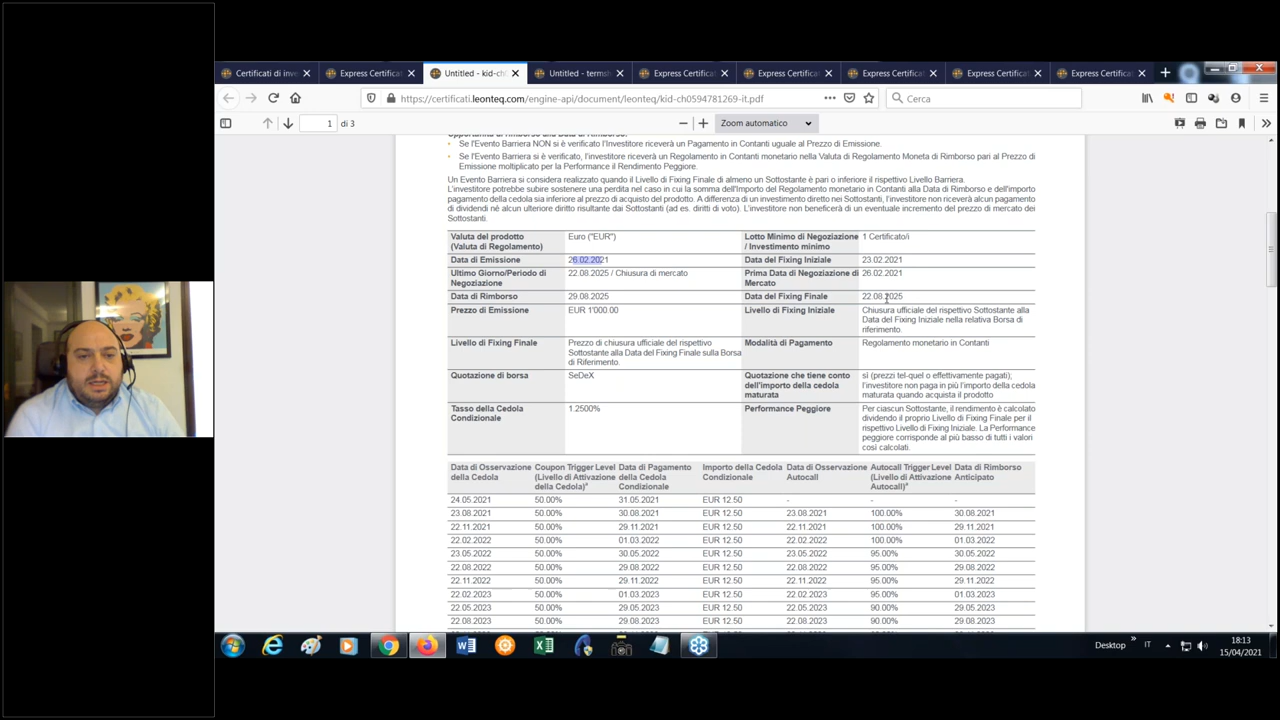 Certificati di inve
Express Certificat
Untitled - kid-ch0
Untitled - termsh
Express Certificat
Express Certificat
Express Certificat
Express Certificat
Express Certificat
https://certificati.leonteq.com/engine-api/document/leonteq/kid-ch0594781269-it.pdf
Cerca
1 di 3
Zoom automatico
Opportunità di rimborso alla Data di Rimborso:
Se l'Evento Barriera NON si è verificato l'Investitore riceverà un Pagamento in Contanti uguale al Prezzo di Emissione.
Se l'Evento Barriera si è verificato, l'investitore riceverà un Regolamento in Contanti monetario nella Valuta di Regolamento Moneta di Rimborso pari al Prezzo di
Emissione moltiplicato per la Performance il Rendimento Peggiore.
Un Evento Barriera si considera realizzato quando il Livello di Fixing Finale di almeno un Sottostante è pari o inferiore il rispettivo Livello Barriera.
L'investitore potrebbe subire sostenere una perdita nel caso in cui la somma dell'Importo del Regolamento monetario in Contanti alla Data di Rimborso e dell'importo
pagamento della cedola sia inferiore al prezzo di acquisto del prodotto. A differenza di un investimento diretto nei Sottostanti, l'investitore non riceverà alcun pagamento
di dividendi nè alcun ulteriore diritto risultante dai Sottostanti (ad es. diritti di voto). L'investitore non beneficerà di un eventuale incremento del prezzo di mercato dei
Sottostanti.
Valuta del prodotto
(Valuta di Regolamento)
Euro ("EUR")
Lotto Minimo di Negoziazione
/ Investimento minimo
1 Certificato/i
Data di Emissione
26.02.2021
Data del Fixing Iniziale
23.02.2021
Ultimo Giorno/Periodo di
Negoziazione
22.08.2025 / Chiusura di mercato
Prima Data di Negoziazione di
Mercato
26.02.2021
Data di Rimborso
29.08.2025
Data del Fixing Finale
22.08.2025
Prezzo di Emissione
EUR 1'000.00
Livello di Fixing Iniziale
Chiusura ufficiale del rispettivo Sottostante alla
Data del Fixing Iniziale nella relativa Borsa di
riferimento.
Livello di Fixing Finale
Prezzo di chiusura ufficiale del rispettivo
Sottostante alla Data del Fixing Finale sulla Borsa
di Riferimento.
Modalità di Pagamento
Regolamento monetario in Contanti
Quotazione di borsa
SeDeX
Quotazione che tiene conto
dell'importo della cedola
maturata
sì (prezzi tel-quel o effettivamente pagati);
l'investitore non paga in più l'importo della cedola
maturata quando acquista il prodotto
Tasso della Cedola
Condizionale
1.2500%
Performance Peggiore
Per ciascun Sottostante, il rendimento è calcolato
dividendo il proprio Livello di Fixing Finale per il
rispettivo Livello di Fixing Iniziale. La Performance
peggiore corrisponde al più basso di tutti i valori
così calcolati.
Data di Osservazione
della Cedola
Coupon Trigger Level
(Livello di Attivazione
della Cedola)*
Data di Pagamento
della Cedola
Condizionale
Importo della Cedola
Condizionale
Data di Osservazione
Autocall
Autocall Trigger Level
(Livello di Attivazione
Autocall)*
Data di Rimborso
Anticipato
24.05.2021 50.00% 31.05.2021 EUR 12.50 - - -
23.08.2021 50.00% 30.08.2021 EUR 12.50 23.08.2021 100.00% 30.08.2021
22.11.2021 50.00% 29.11.2021 EUR 12.50 22.11.2021 100.00% 29.11.2021
22.02.2022 50.00% 01.03.2022 EUR 12.50 22.02.2022 100.00% 01.03.2022
23.05.2022 50.00% 30.05.2022 EUR 12.50 23.05.2022 95.00% 30.05.2022
22.08.2022 50.00% 29.08.2022 EUR 12.50 22.08.2022 95.00% 29.08.2022
22.11.2022 50.00% 29.11.2022 EUR 12.50 22.11.2022 95.00% 29.11.2022
22.02.2023 50.00% 01.03.2023 EUR 12.50 22.02.2023 95.00% 01.03.2023
22.05.2023 50.00% 29.05.2023 EUR 12.50 22.05.2023 90.00% 29.05.2023
22.08.2023 50.00% 29.08.2023 EUR 12.50 22.08.2023 90.00% 29.08.2023
Desktop
IT
18:13
15/04/2021